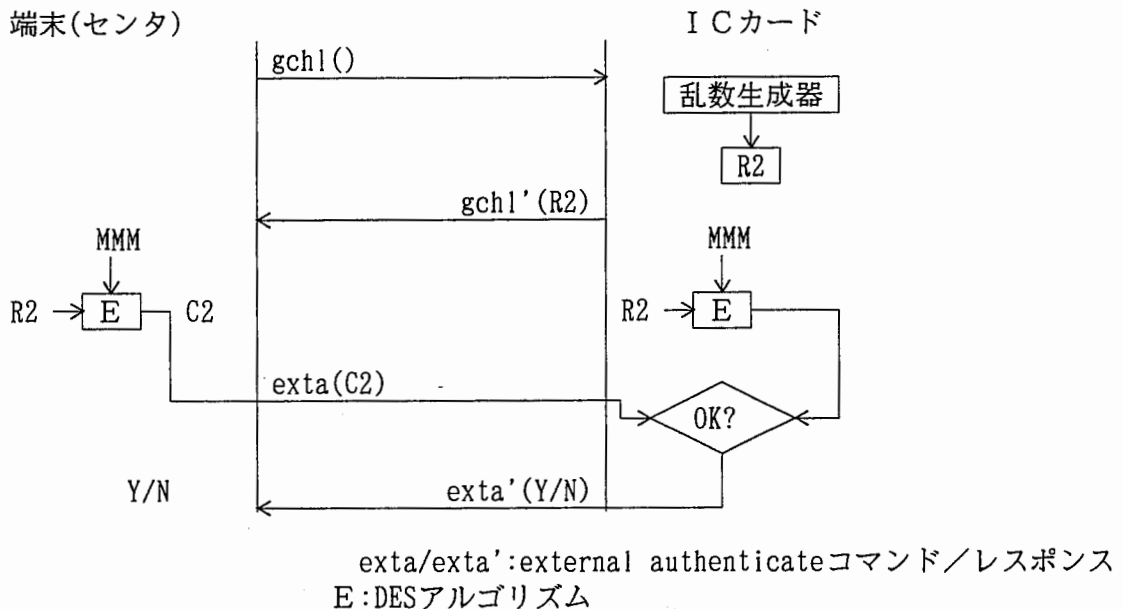 端末(センタ)
ICカード
gchl()
乱数生成器
R2
gchl'(R2)
MMM
MMM
R2
E
C2
R2
E
exta(C2)
OK?
Y/N
exta'(Y/N)
exta/exta':external authenticateコマンド/レスポンス
E:DESアルゴリズム